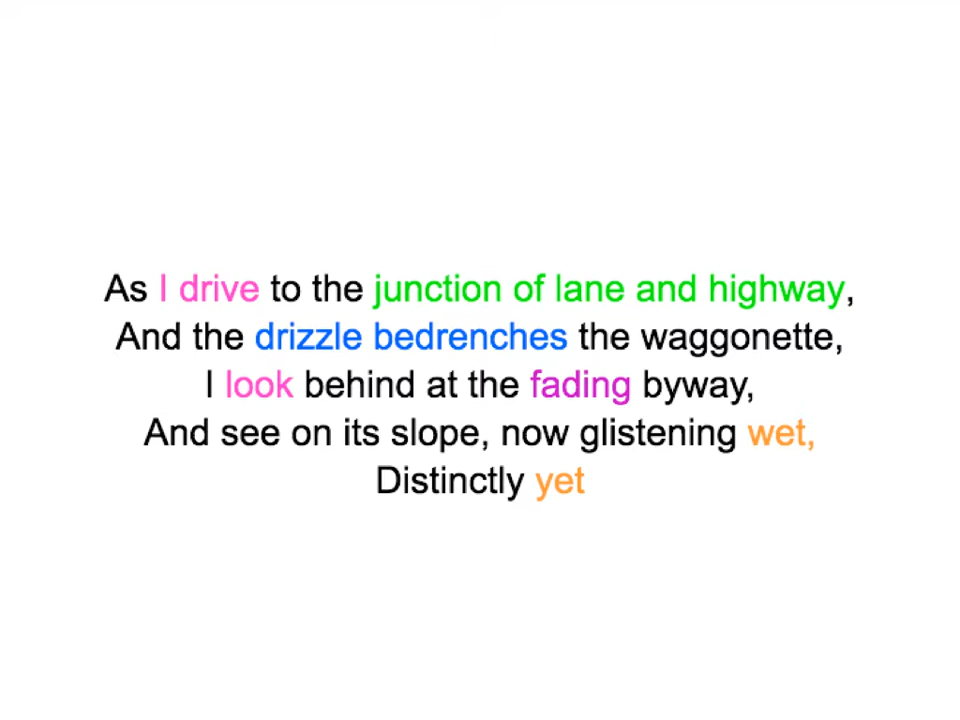 As I drive to the junction of lane and highway,
And the drizzle bedrenches the waggonette,
I look behind at the fading byway,
And see on its slope, now glistening wet,
Distinctly yet